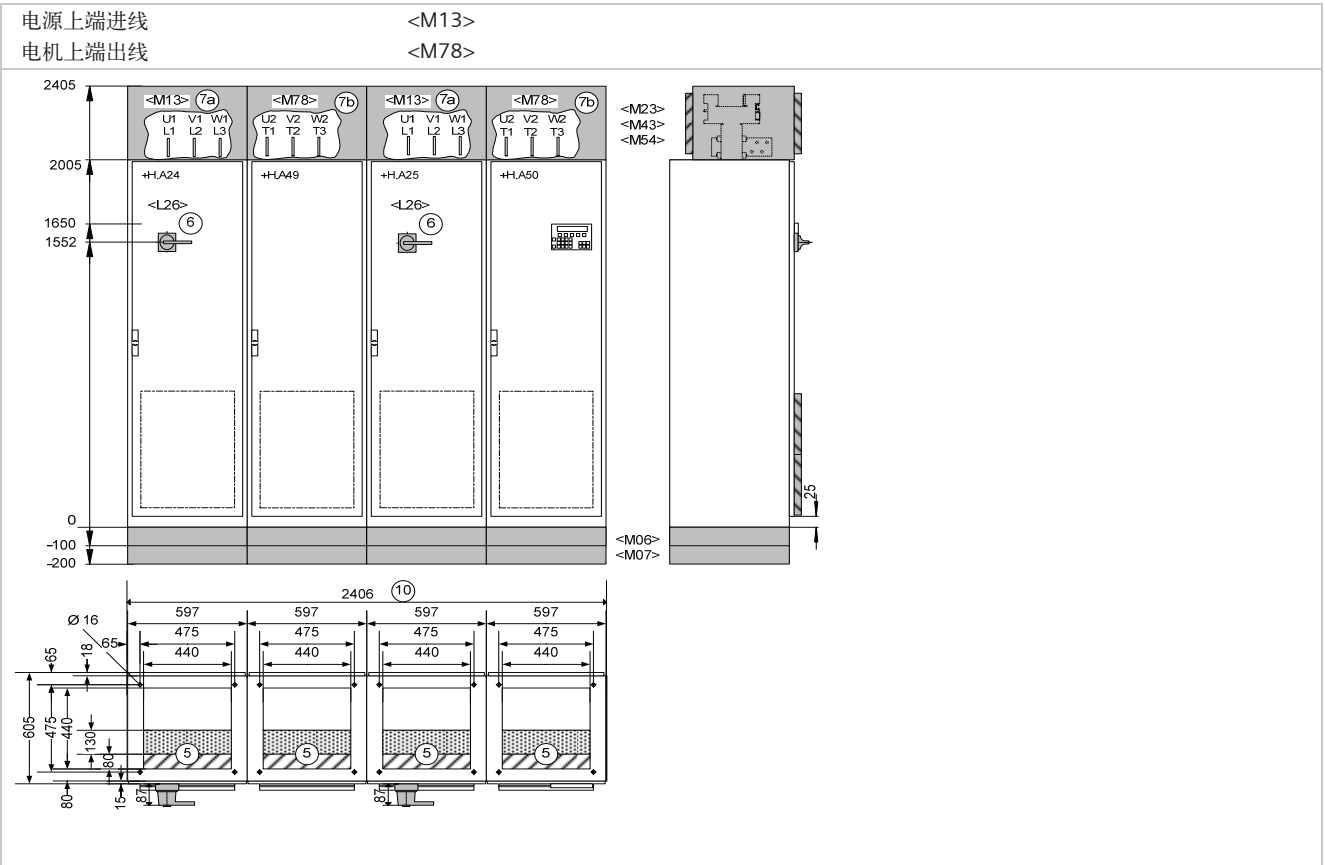 电源上端进线 <M13>
电机上端出线 <M78>
2405
<M13> 7a <M78> 7b <M13> 7a <M78> 7b
U1 V1 W1 U2 V2 W2 U1 V1 W1 U2 V2 W2
L1 L2 L3 T1 T2 T3 L1 L2 L3 T1 T2 T3
<M23>
<M43>
<M54>
2005
+H.A24 +H.A49 +H.A25 +H.A50
<L26> <L26>
1650 6 6
1552
25
0
-100 <M06>
-200 <M07>
2406 10
597 597 597 597
Ø 16
475 475 475 475
65 18 65
440 440 440 440
605 475 440 130 80
5 5 5 5
80 15 87 87